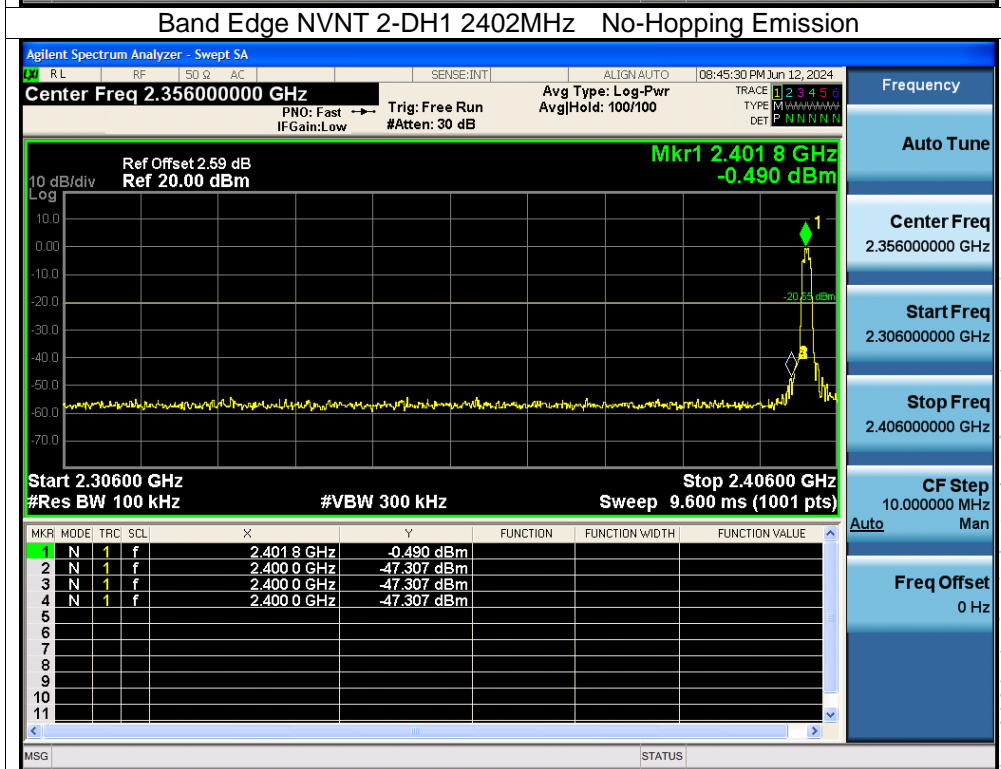 Band Edge NVNT 2-DH1 2402MHz No-Hopping Emission
Agilent Spectrum Analyzer - Swept SA
LXI RL RF 50 Ω AC SENSE:INT ALIGN AUTO 08:45:30 PM Jun 12, 2024
Center Freq 2.356000000 GHz
PNO: Fast
IFGain:Low
Trig: Free Run
#Atten: 30 dB
Avg Type: Log-Pwr
Avg|Hold: 100/100
TRACE 1 2 3 4 5 6
TYPE M WWWWW
DET P N N N N N
Ref Offset 2.59 dB
10 dB/div Ref 20.00 dBm
Log
Mkr1 2.401 8 GHz
-0.490 dBm
10.0
0.00
-10.0
-20.0
-30.0
-40.0
-50.0
-60.0
-70.0
1
-20.55 dBm
Start 2.30600 GHz Stop 2.40600 GHz
#Res BW 100 kHz #VBW 300 kHz Sweep 9.600 ms (1001 pts)
MKR MODE TRC SCL X Y FUNCTION FUNCTION WIDTH FUNCTION VALUE
1 N 1 f 2.401 8 GHz -0.490 dBm
2 N 1 f 2.400 0 GHz -47.307 dBm
3 N 1 f 2.400 0 GHz -47.307 dBm
4 N 1 f 2.400 0 GHz -47.307 dBm
5
6
7
8
9
10
11
MSG STATUS
Frequency
Auto Tune
Center Freq
2.356000000 GHz
Start Freq
2.306000000 GHz
Stop Freq
2.406000000 GHz
CF Step
10.000000 MHz
Auto Man
Freq Offset
0 Hz